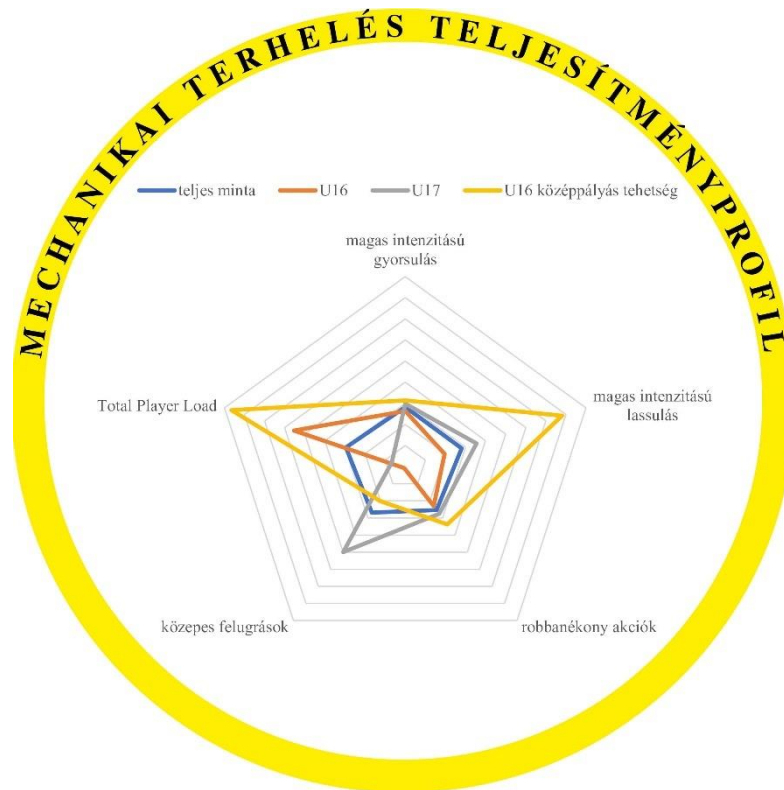 MECHANIKAI TERHELÉS TELJESÍTMÉNYPROFIL
teljes minta U16 U17 U16 középpályás tehetség
magas intenzitású
gyorsulás
Total Player Load
magas intenzitású
lassulás
közepes felugrások
robbanékony akciók